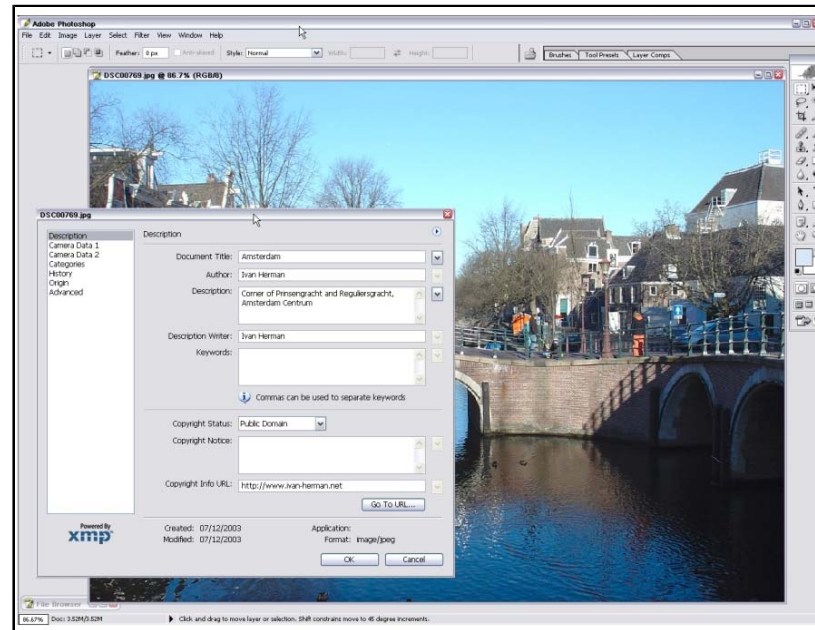 Adobe Photoshop
File Edit Image Layer Select Filter View Window Help
Feather: 0 px Anti-aliased Style: Normal Width: Height:
Brushes Tool Presets Layer Comps
DSC00769.jpg @ 86.7% (RGB/8)
DSC00769.jpg
Description
Camera Data 1
Camera Data 2
Categories
History
Origin
Advanced
Powered By
xmp
Description
Document Title: Amsterdam
Author: Ivan Herman
Description: Corner of Prinsengracht and Reguliersgracht,
Amsterdam Centrum
Description Writer: Ivan Herman
Keywords:
Commas can be used to separate keywords
Copyright Status: Public Domain
Copyright Notice:
Copyright Info URL: http://www.ivan-herman.net
Go To URL...
Created: 07/12/2003 Application:
Modified: 07/12/2003 Format: image/jpeg
OK Cancel
File Browser
86.67% Doc: 3.52M/3.52M Click and drag to move layer or selection. Shift constrains move to 45 degree increments.